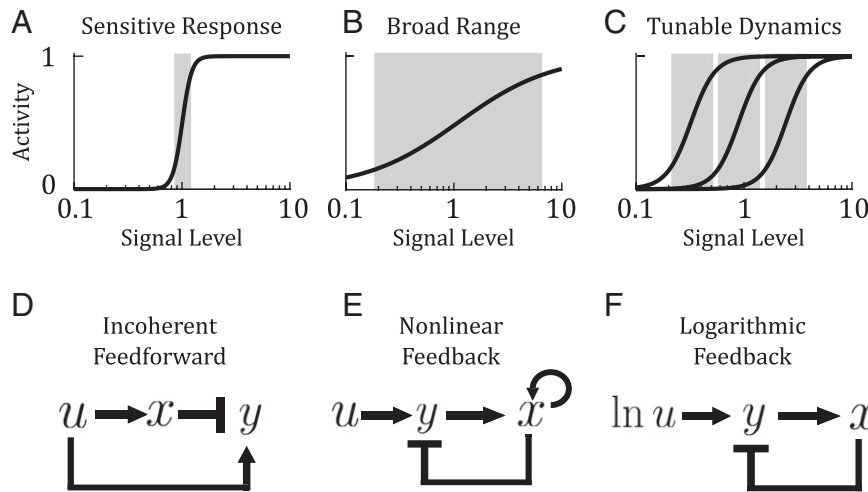 A Sensitive Response
B Broad Range
C Tunable Dynamics
1
Activity
0
0.1 1 10
Signal Level
0.1 1 10
Signal Level
0.1 1 10
Signal Level
D
Incoherent
Feedforward
u x y
E
Nonlinear
Feedback
u y x
F
Logarithmic
Feedback
ln u y x